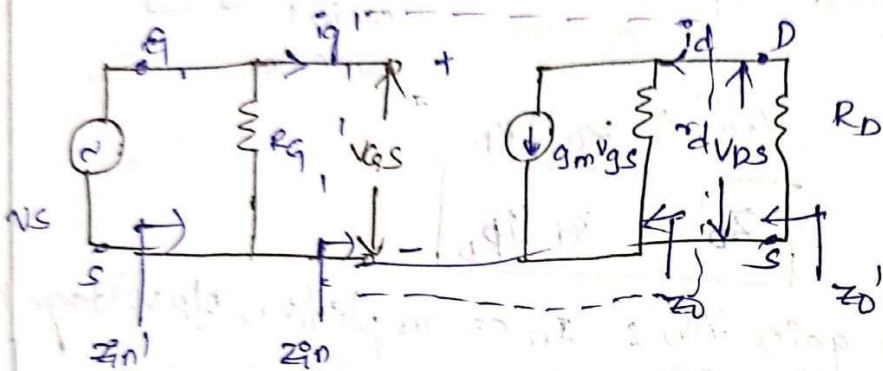 G ig D
+ id
RG VGS gmvgs rd VDS RD
VS
-
S S
Zin' Zin Zo Zo'